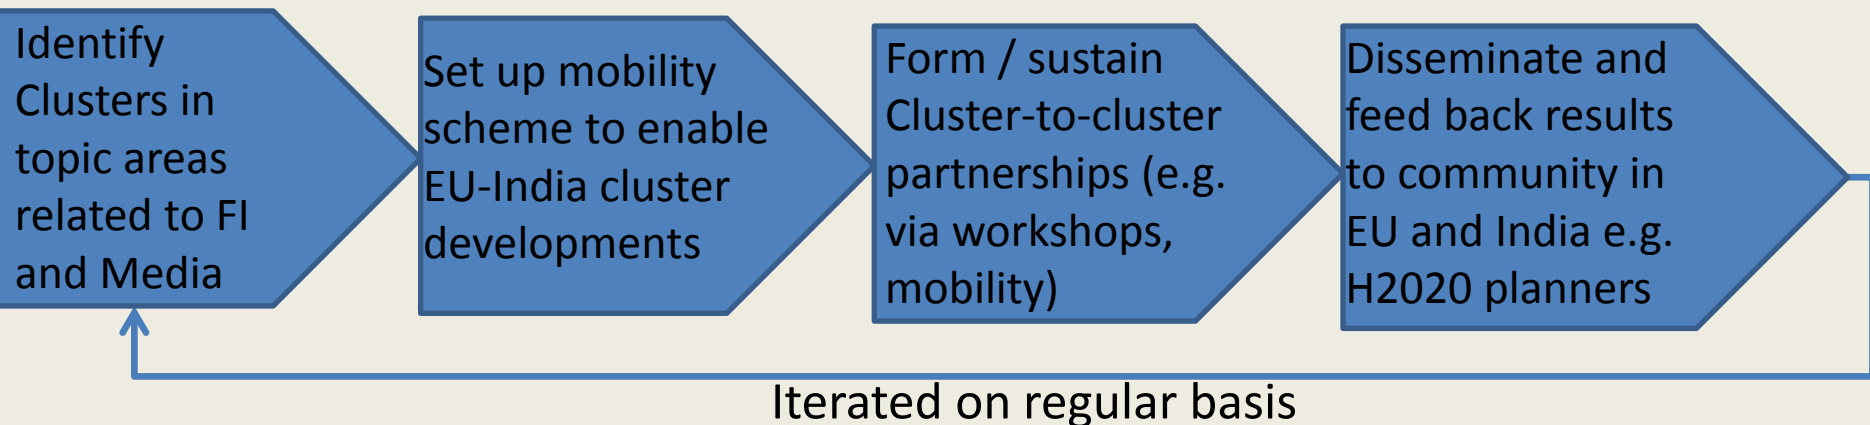 Identify
Clusters in
topic areas
related to FI
and Media
Set up mobility
scheme to enable
EU-India cluster
developments
Form / sustain
Cluster-to-cluster
partnerships (e.g.
via workshops,
mobility)
Disseminate and
feed back results
to community in
EU and India e.g.
H2020 planners
Iterated on regular basis